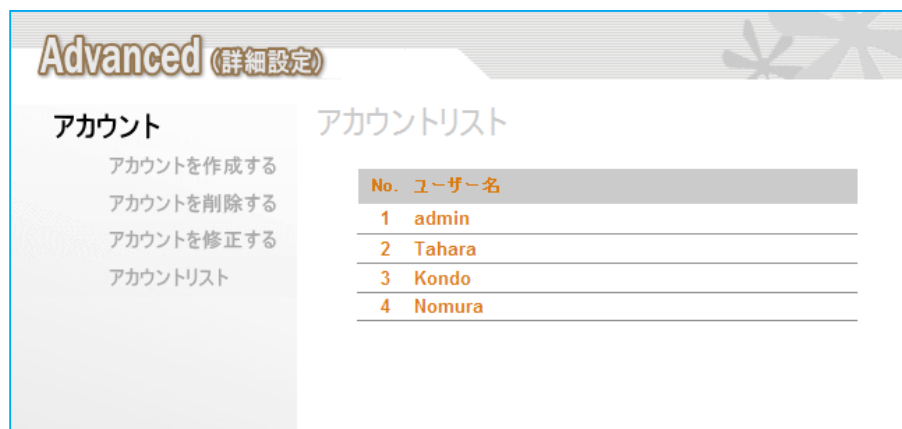 Advanced (詳細設定)
アカウント
アカウントを作成する
アカウントを削除する
アカウントを修正する
アカウントリスト
アカウントリスト
No. ユーザー名
1 admin
2 Tahara
3 Kondo
4 Nomura